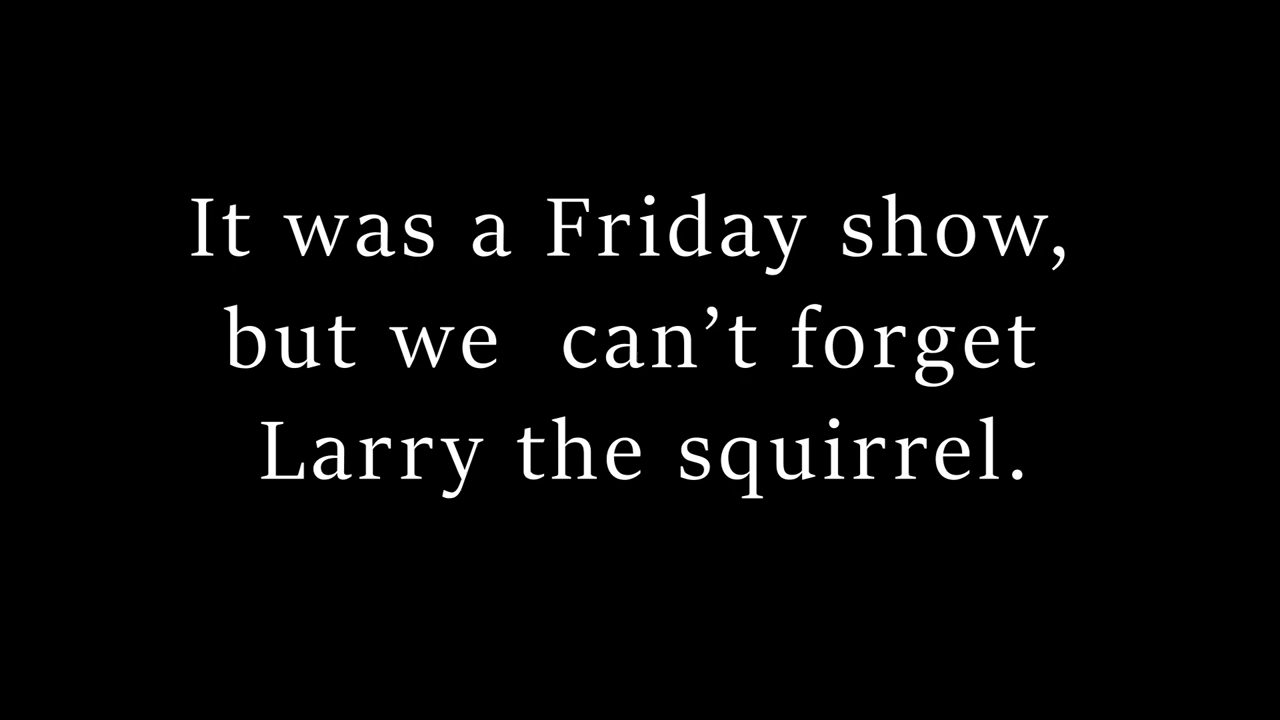 It was a Friday show,
but we  can’t forget
Larry the squirrel.